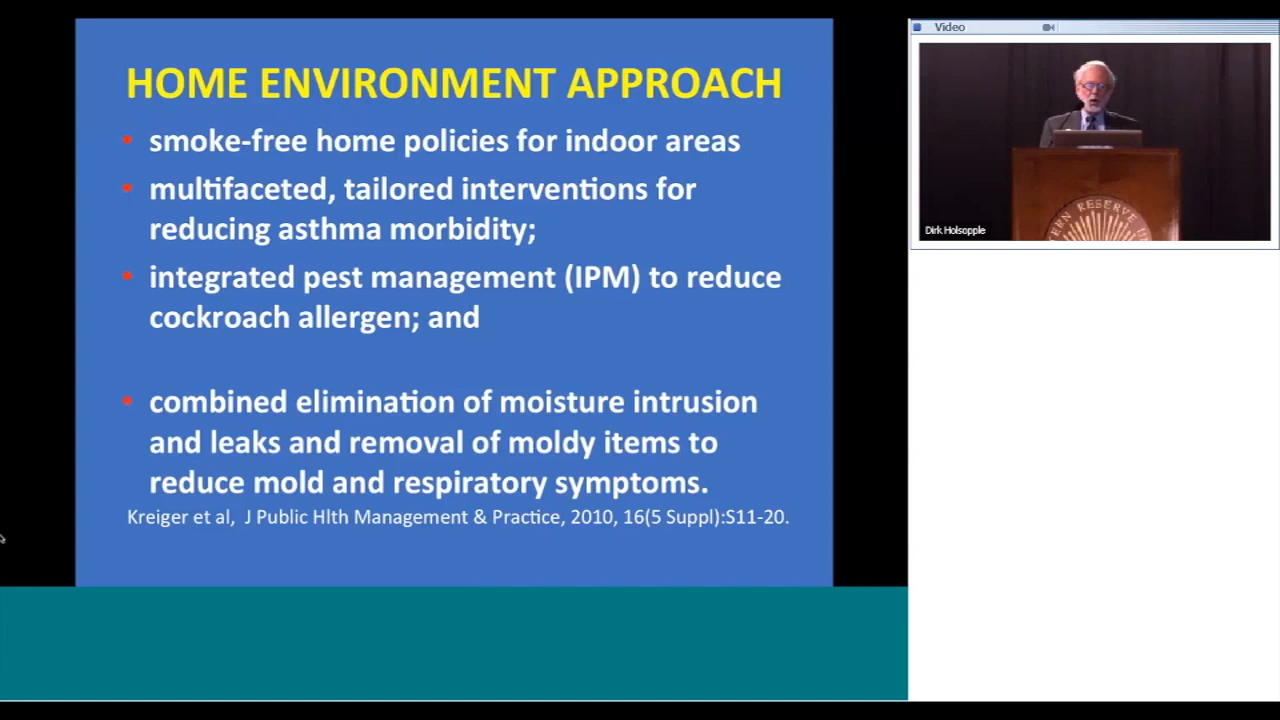 HOME ENVIRONMENT APPROACH
• smoke-free home policies for indoor areas
• multifaceted, tailored interventions for
reducing asthma morbidity;
• integrated pest management (IPM) to reduce
cockroach allergen; and
• combined elimination of moisture intrusion
and leaks and removal of moldy items to
reduce mold and respiratory symptoms.
Kreiger et al, J Public Hlth Management & Practice, 2010, 16(5 Suppl):S11-20.
Video
TERN RESERVE UNI
Dirk Holsopple